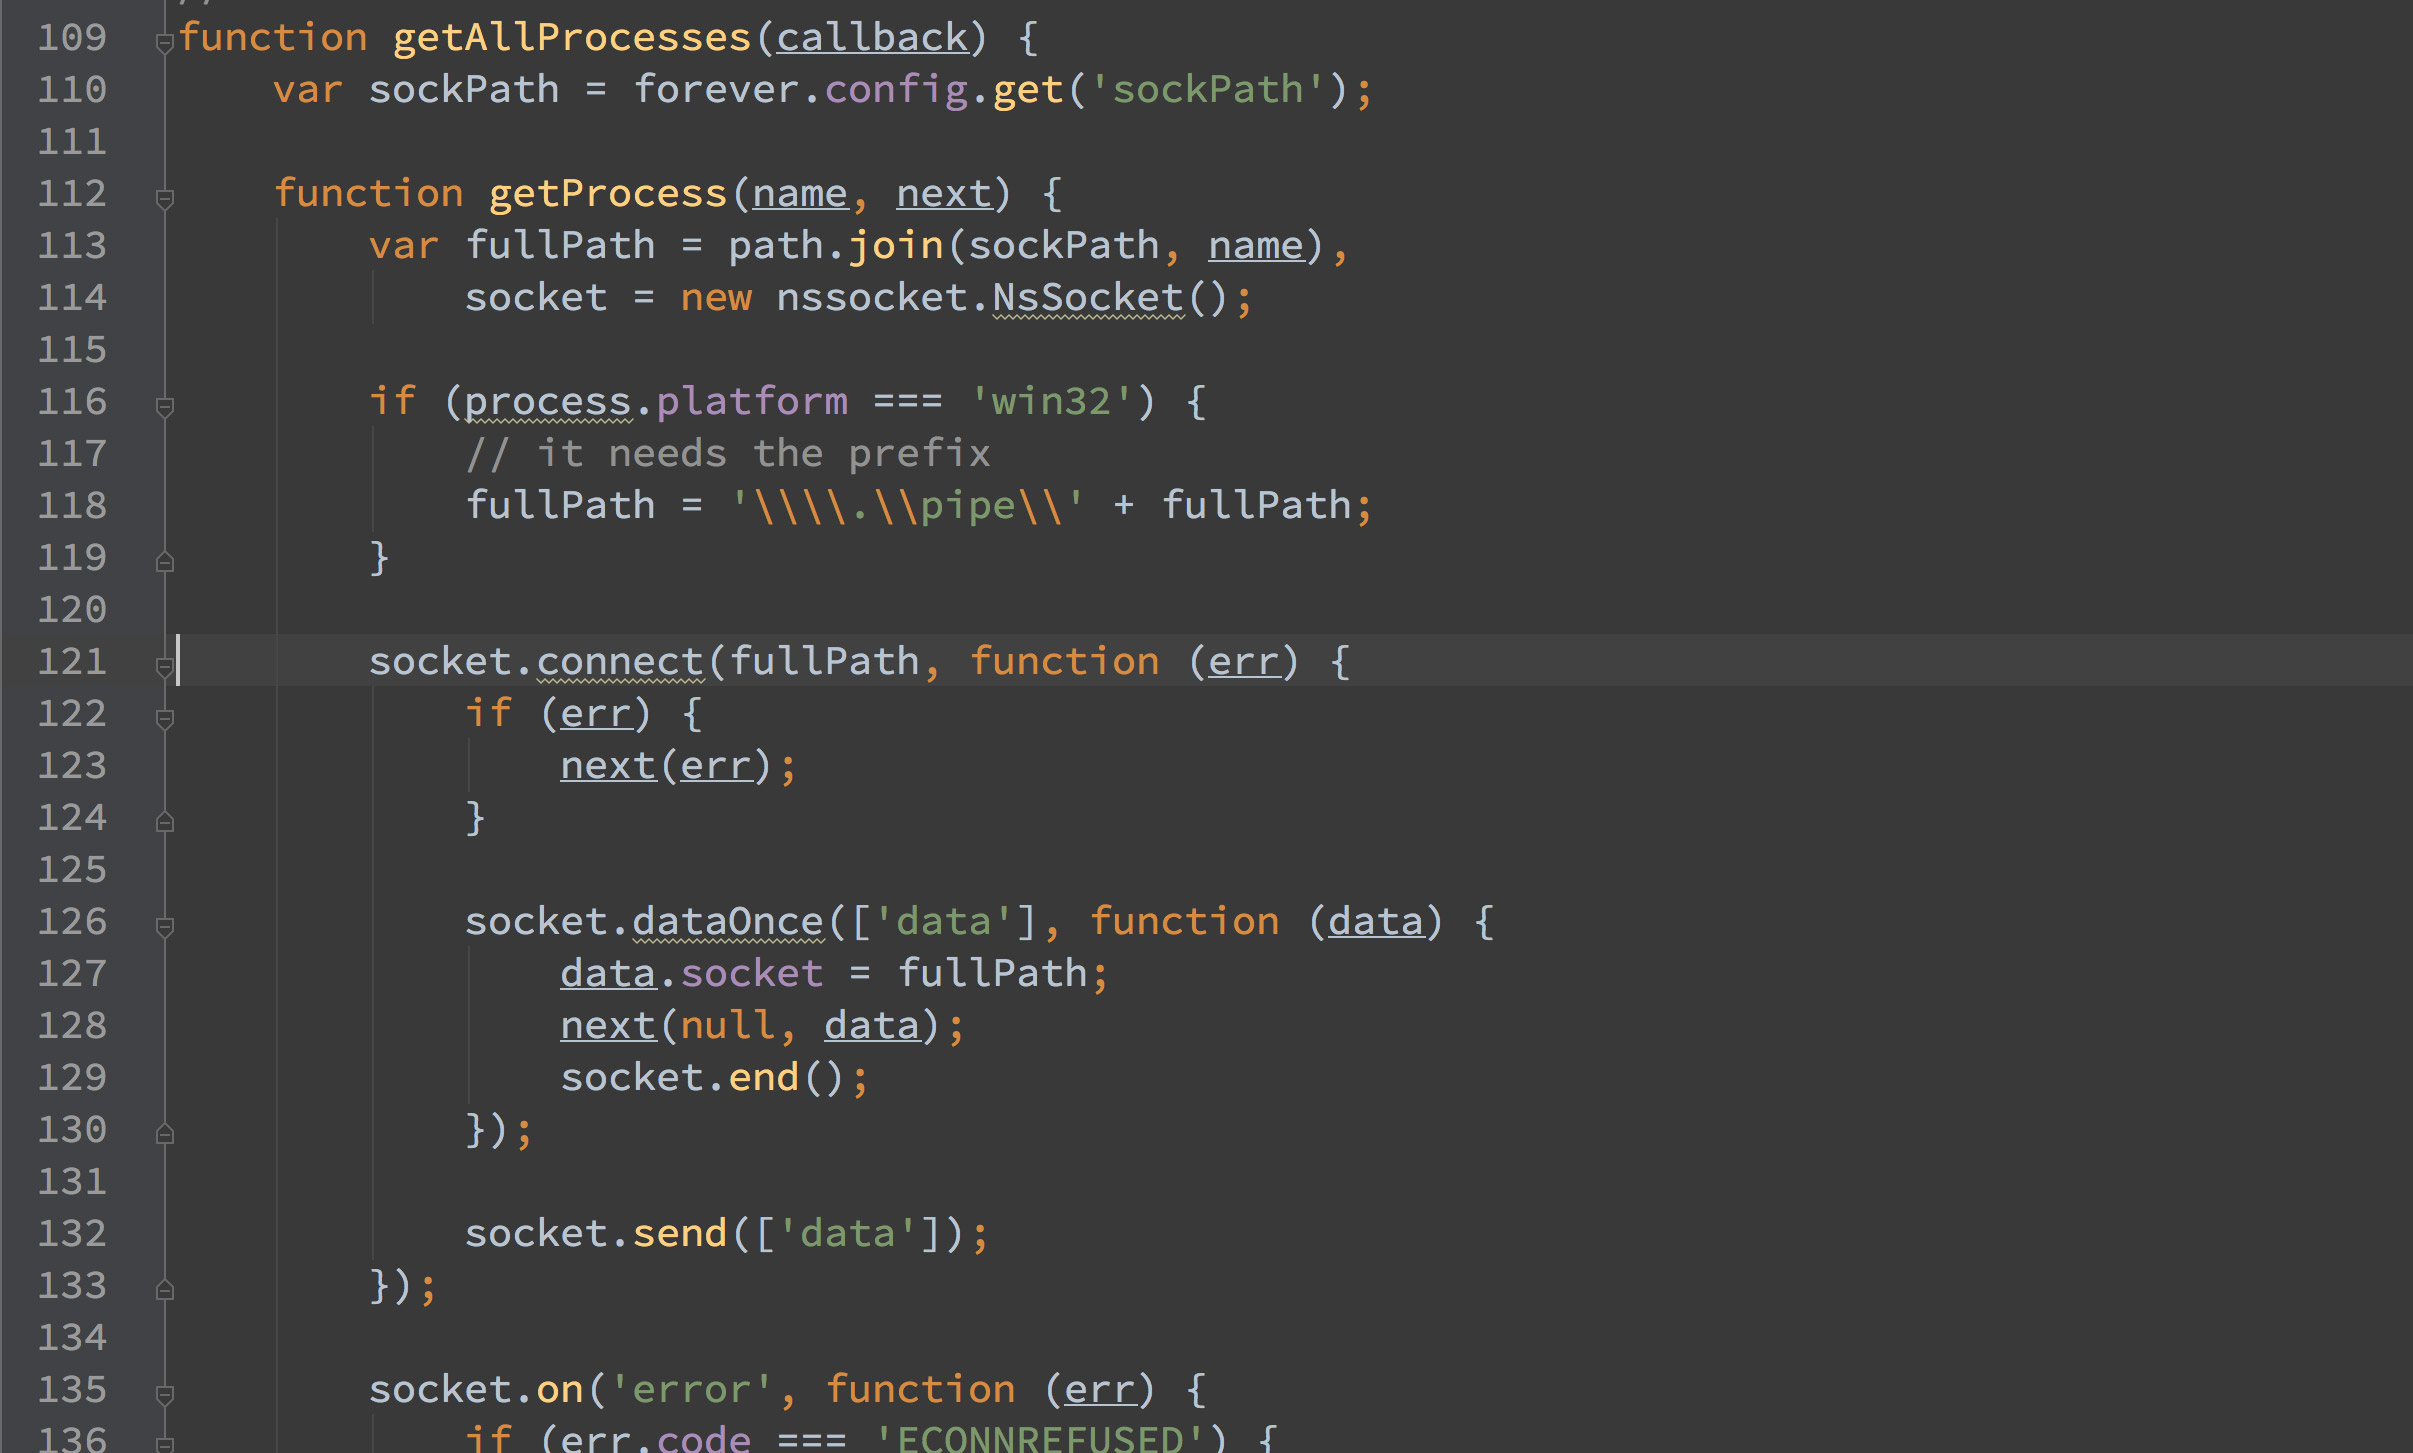 //
109 function getAllProcesses(callback) {
110     var sockPath = forever.config.get('sockPath');
111
112     function getProcess(name, next) {
113         var fullPath = path.join(sockPath, name),
114             socket = new nssocket.NsSocket();
115
116         if (process.platform === 'win32') {
117             // it needs the prefix
118             fullPath = '\\\\.\\pipe\\' + fullPath;
119         }
120
121         socket.connect(fullPath, function (err) {
122             if (err) {
123                 next(err);
124             }
125
126             socket.dataOnce(['data'], function (data) {
127                 data.socket = fullPath;
128                 next(null, data);
129                 socket.end();
130             });
131
132             socket.send(['data']);
133         });
134
135         socket.on('error', function (err) {
136             if (err.code === 'ECONNREFUSED') {